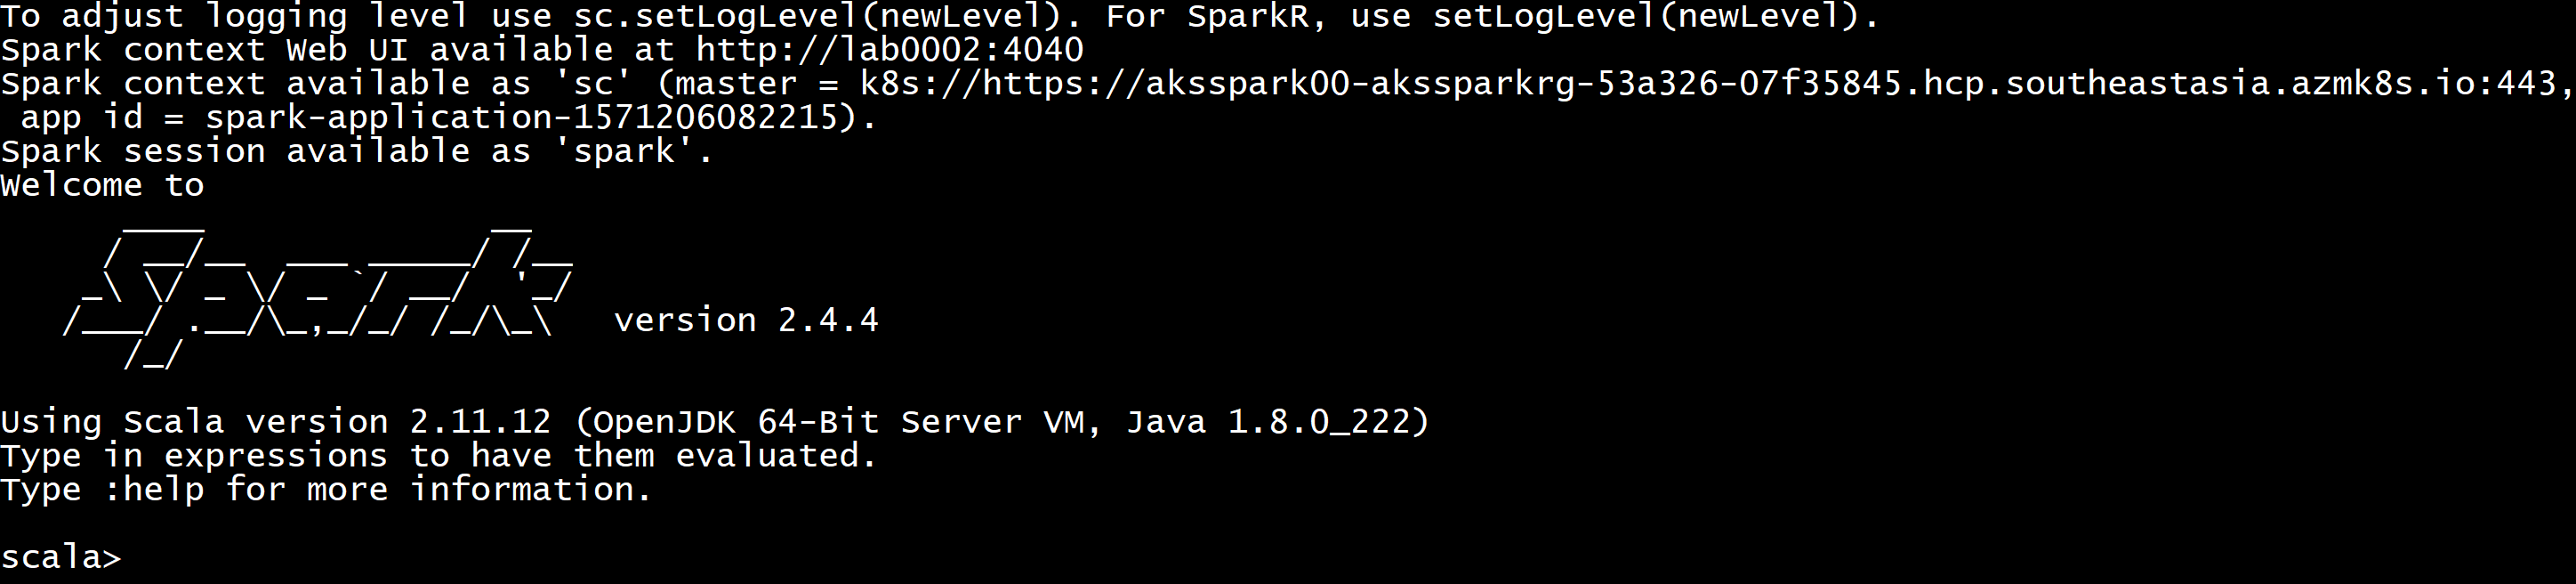 To adjust logging level use sc.setLogLevel(newLevel). For SparkR, use setLogLevel(newLevel).
Spark context Web UI available at http://lab0002:4040
Spark context available as 'sc' (master = k8s://https://aksspark00-akssparkrg-53a326-07f35845.hcp.southeastasia.azmk8s.io:443,
 app id = spark-application-1571206082215).
Spark session available as 'spark'.
Welcome to
      ____              __
     / __/__  ___ _____/ /__
    _\ \/ _ \/ _ `/ __/  '_/
   /___/ .__/\_,_/_/ /_/\_\   version 2.4.4
      /_/
Using Scala version 2.11.12 (OpenJDK 64-Bit Server VM, Java 1.8.0_222)
Type in expressions to have them evaluated.
Type :help for more information.
scala>